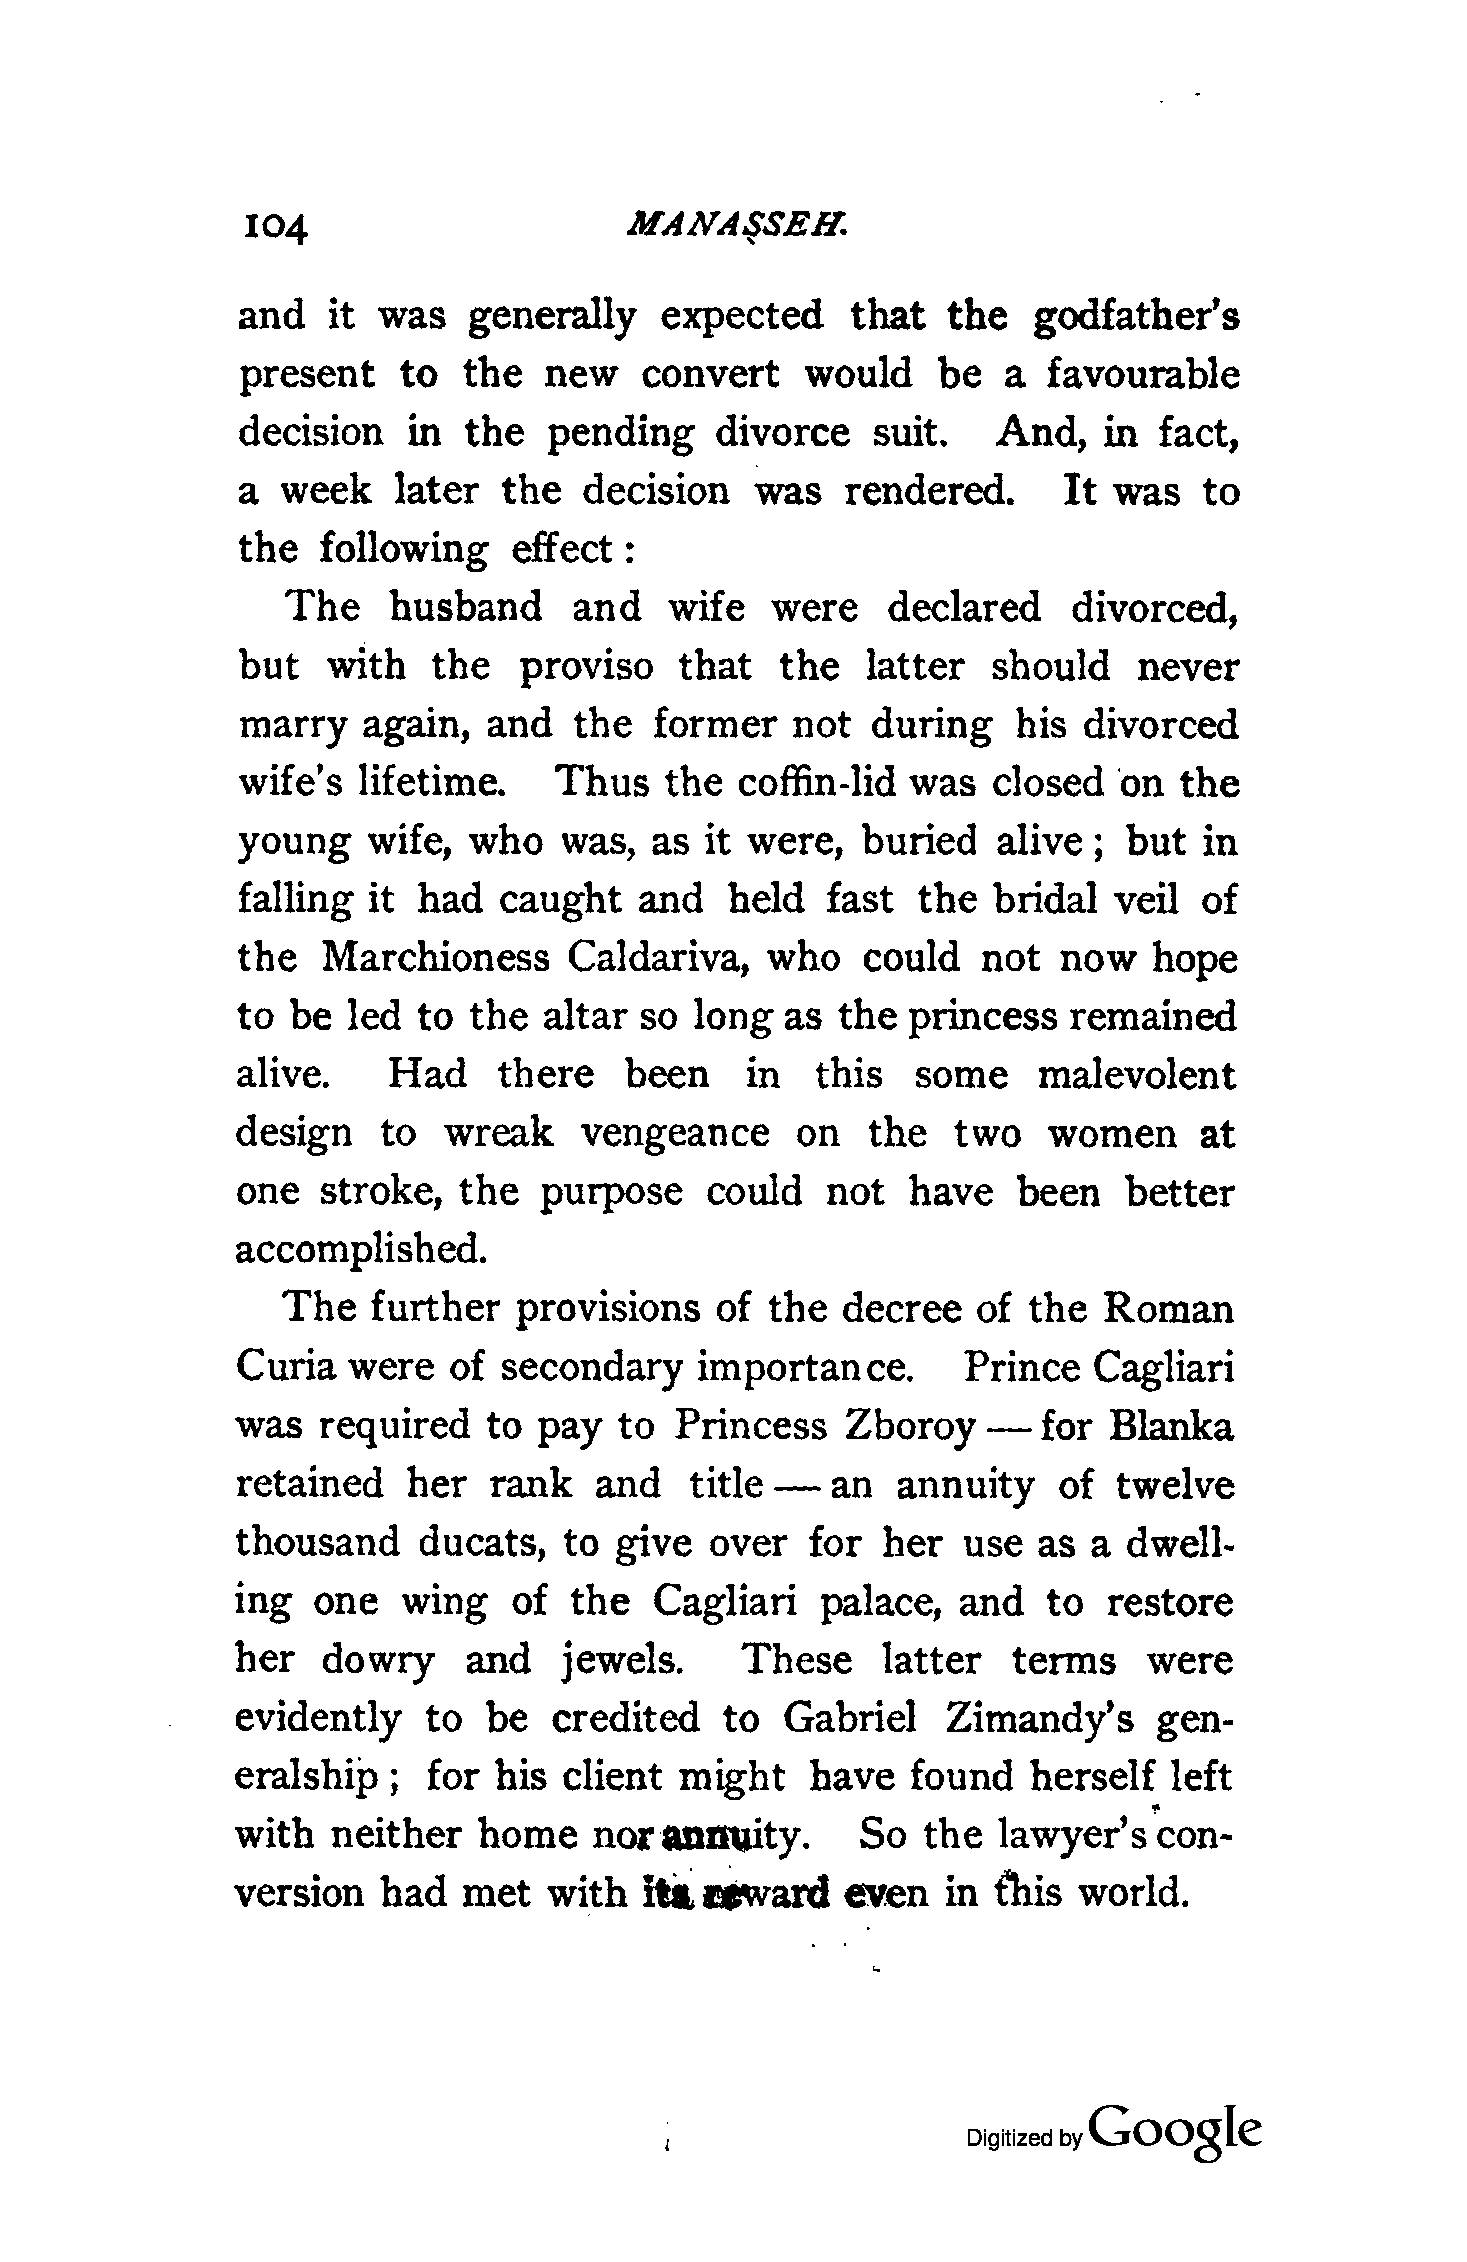 104 MANASSEH.
and it was generally expected that the godfather's
present to the new convert would be a favourable
decision in the pending divorce suit. And, in fact,
a week later the decision was rendered. It was to
the following effect :
The husband and wife were declared divorced,
but with the proviso that the latter should never
marry again, and the former not during his divorced
wife's lifetime. Thus the coffin-lid was closed on the
young wife, who was, as it were, buried alive ; but in
falling it had caught and held fast the bridal veil of
the Marchioness Caldariva, who could not now hope
to be led to the altar so long as the princess remained
alive. Had there been in this some malevolent
design to wreak vengeance on the two women at
one stroke, the purpose could not have been better
accomplished.
The further provisions of the decree of the Roman
Curia were of secondary importance. Prince Cagliari
was required to pay to Princess Zboroy — for Blanka
retained her rank and title — an annuity of twelve
thousand ducats, to give over for her use as a dwell-
ing one wing of the Cagliari palace, and to restore
her dowry and jewels. These latter terms were
evidently to be credited to Gabriel Zimandy's gen-
eralship ; for his client might have found herself left
with neither home nor annuity. So the lawyer's con-
version had met with its reward even in this world.
Digitized by Google